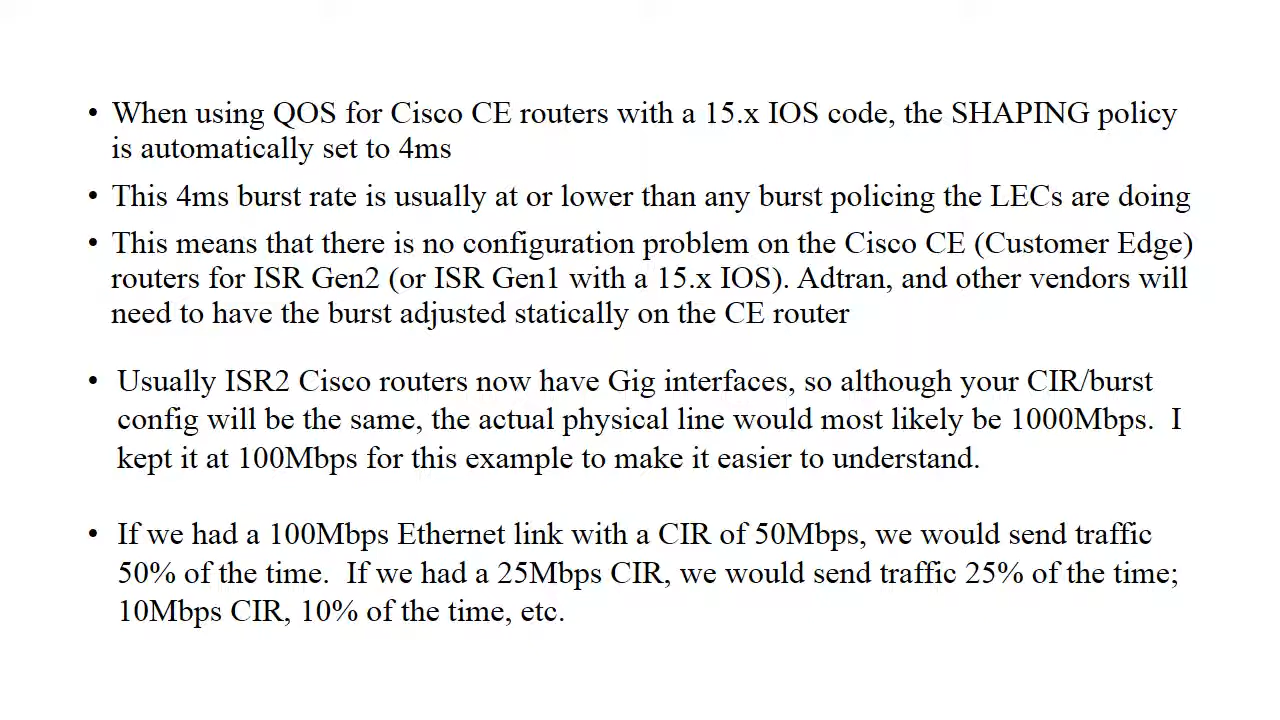 • When using QOS for Cisco CE routers with a 15.x IOS code, the SHAPING policy
is automatically set to 4ms
• This 4ms burst rate is usually at or lower than any burst policing the LECs are doing
• This means that there is no configuration problem on the Cisco CE (Customer Edge)
routers for ISR Gen2 (or ISR Gen1 with a 15.x IOS). Adtran, and other vendors will
need to have the burst adjusted statically on the CE router
• Usually ISR2 Cisco routers now have Gig interfaces, so although your CIR/burst
config will be the same, the actual physical line would most likely be 1000Mbps.  I
kept it at 100Mbps for this example to make it easier to understand.
• If we had a 100Mbps Ethernet link with a CIR of 50Mbps, we would send traffic
50% of the time.  If we had a 25Mbps CIR, we would send traffic 25% of the time;
10Mbps CIR, 10% of the time, etc.